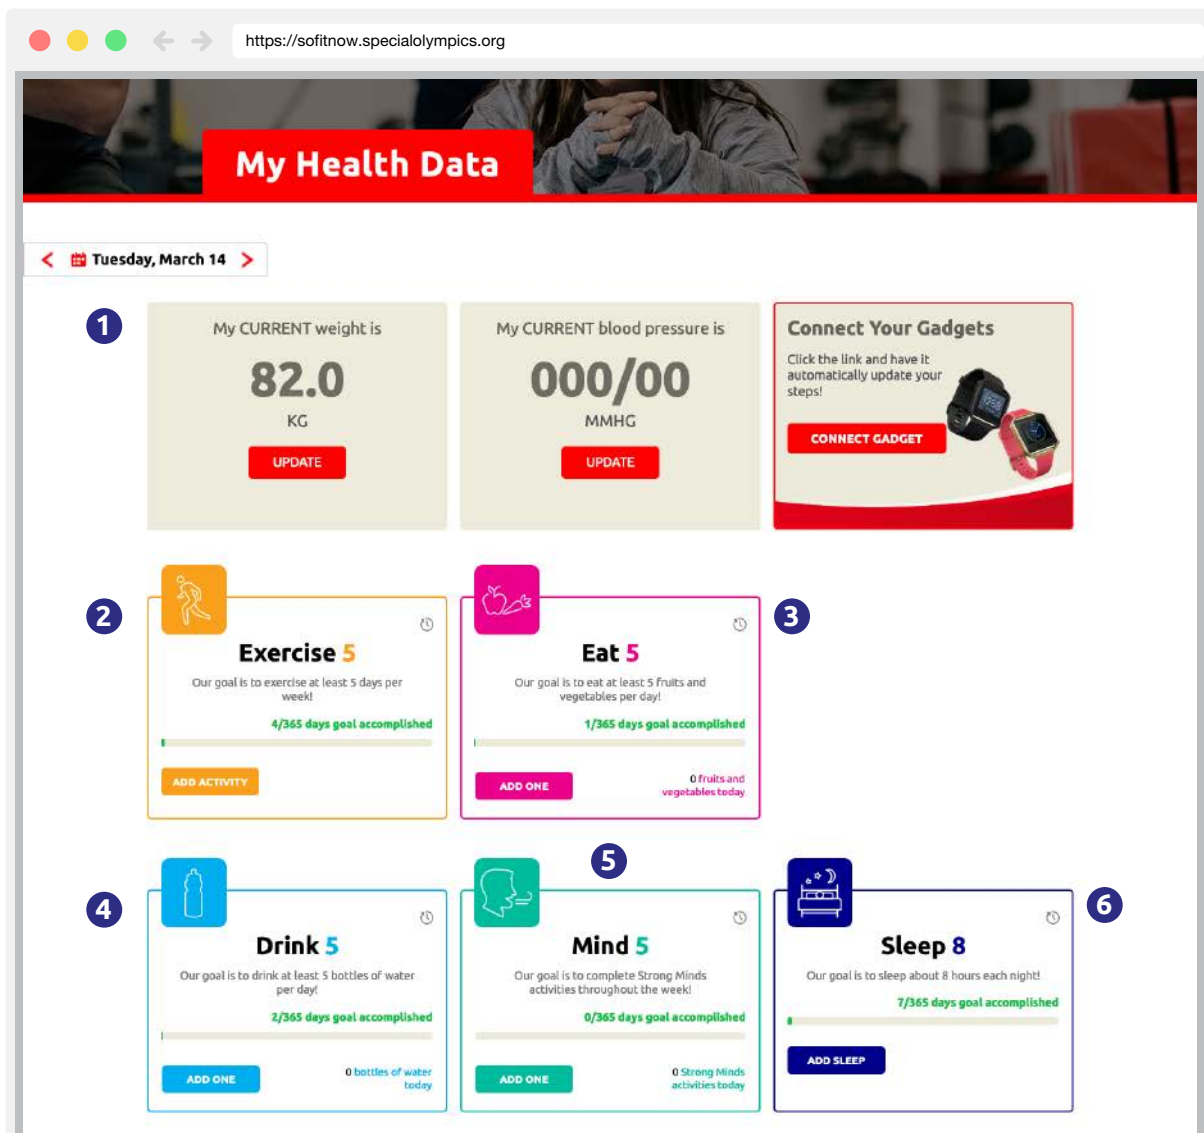 https://sofitnow.specialolympics.org
My Health Data
Tuesday, March 14
1
My CURRENT weight is
82.0
KG
UPDATE
My CURRENT blood pressure is
000/00
MMHG
UPDATE
Connect Your Gadgets
Click the link and have it
automatically update your
steps!
CONNECT GADGET
2
Exercise 5
Our goal is to exercise at least 5 days per
week!
4/365 days goal accomplished
ADD ACTIVITY
3
Eat 5
Our goal is to eat at least 5 fruits and
vegetables per day!
1/365 days goal accomplished
ADD ONE
0 fruits and
vegetables today
4
Drink 5
Our goal is to drink at least 5 bottles of water
per day!
2/365 days goal accomplished
ADD ONE
0 bottles of water
today
5
Mind 5
Our goal is to complete Strong Minds
activities throughout the week!
0/365 days goal accomplished
ADD ONE
0 Strong Minds
activities today
6
Sleep 8
Our goal is to sleep about 8 hours each night!
7/365 days goal accomplished
ADD SLEEP